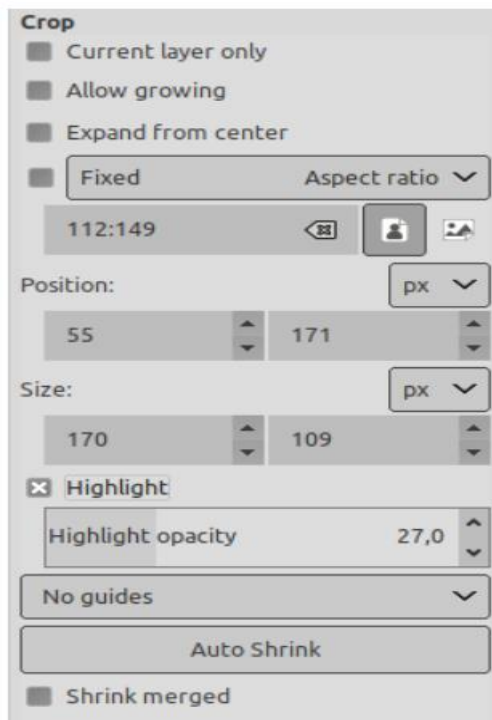 Crop
Current layer only
Allow growing
Expand from center
Fixed Aspect ratio
112:149
Position: px
55 171
Size: px
170 109
Highlight
Highlight opacity 27,0
No guides
Auto Shrink
Shrink merged